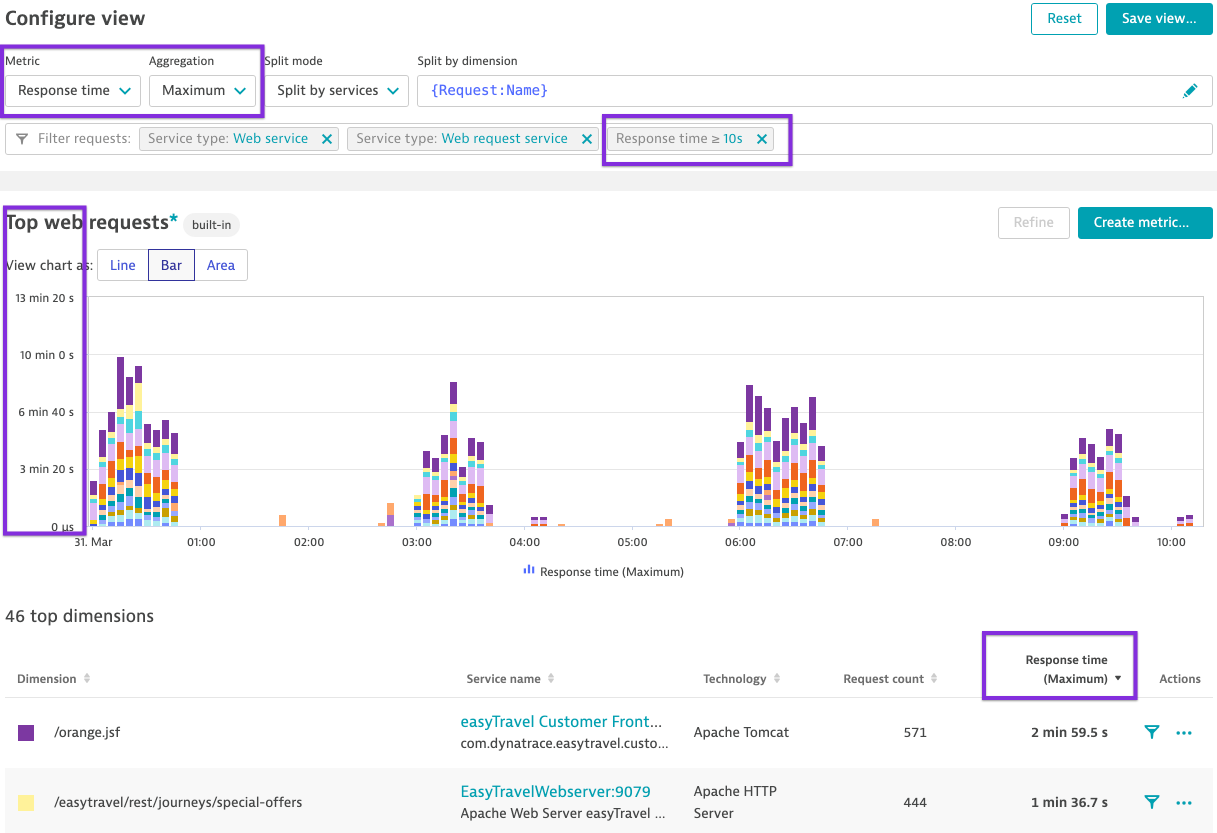 Configure view
Reset
Save view...
Metric
Aggregation
Split mode
Split by dimension
Response time
Maximum
Split by services
{Request:Name}
Filter requests:
Service type: Web service
Service type: Web request service
Response time ≥ 10s
Top web requests*
built-in
Refine
Create metric...
View chart as:
Line
Bar
Area
13 min 20 s
10 min 0 s
6 min 40 s
3 min 20 s
0 µs
31. Mar
01:00
02:00
03:00
04:00
05:00
06:00
07:00
08:00
09:00
10:00
Response time (Maximum)
46 top dimensions
Dimension
Service name
Technology
Request count
Response time
(Maximum)
Actions
/orange.jsf
easyTravel Customer Front...
com.dynatrace.easytravel.custo...
Apache Tomcat
571
2 min 59.5 s
/easytravel/rest/journeys/special-offers
EasyTravelWebserver:9079
Apache Web Server easyTravel ...
Apache HTTP
Server
444
1 min 36.7 s